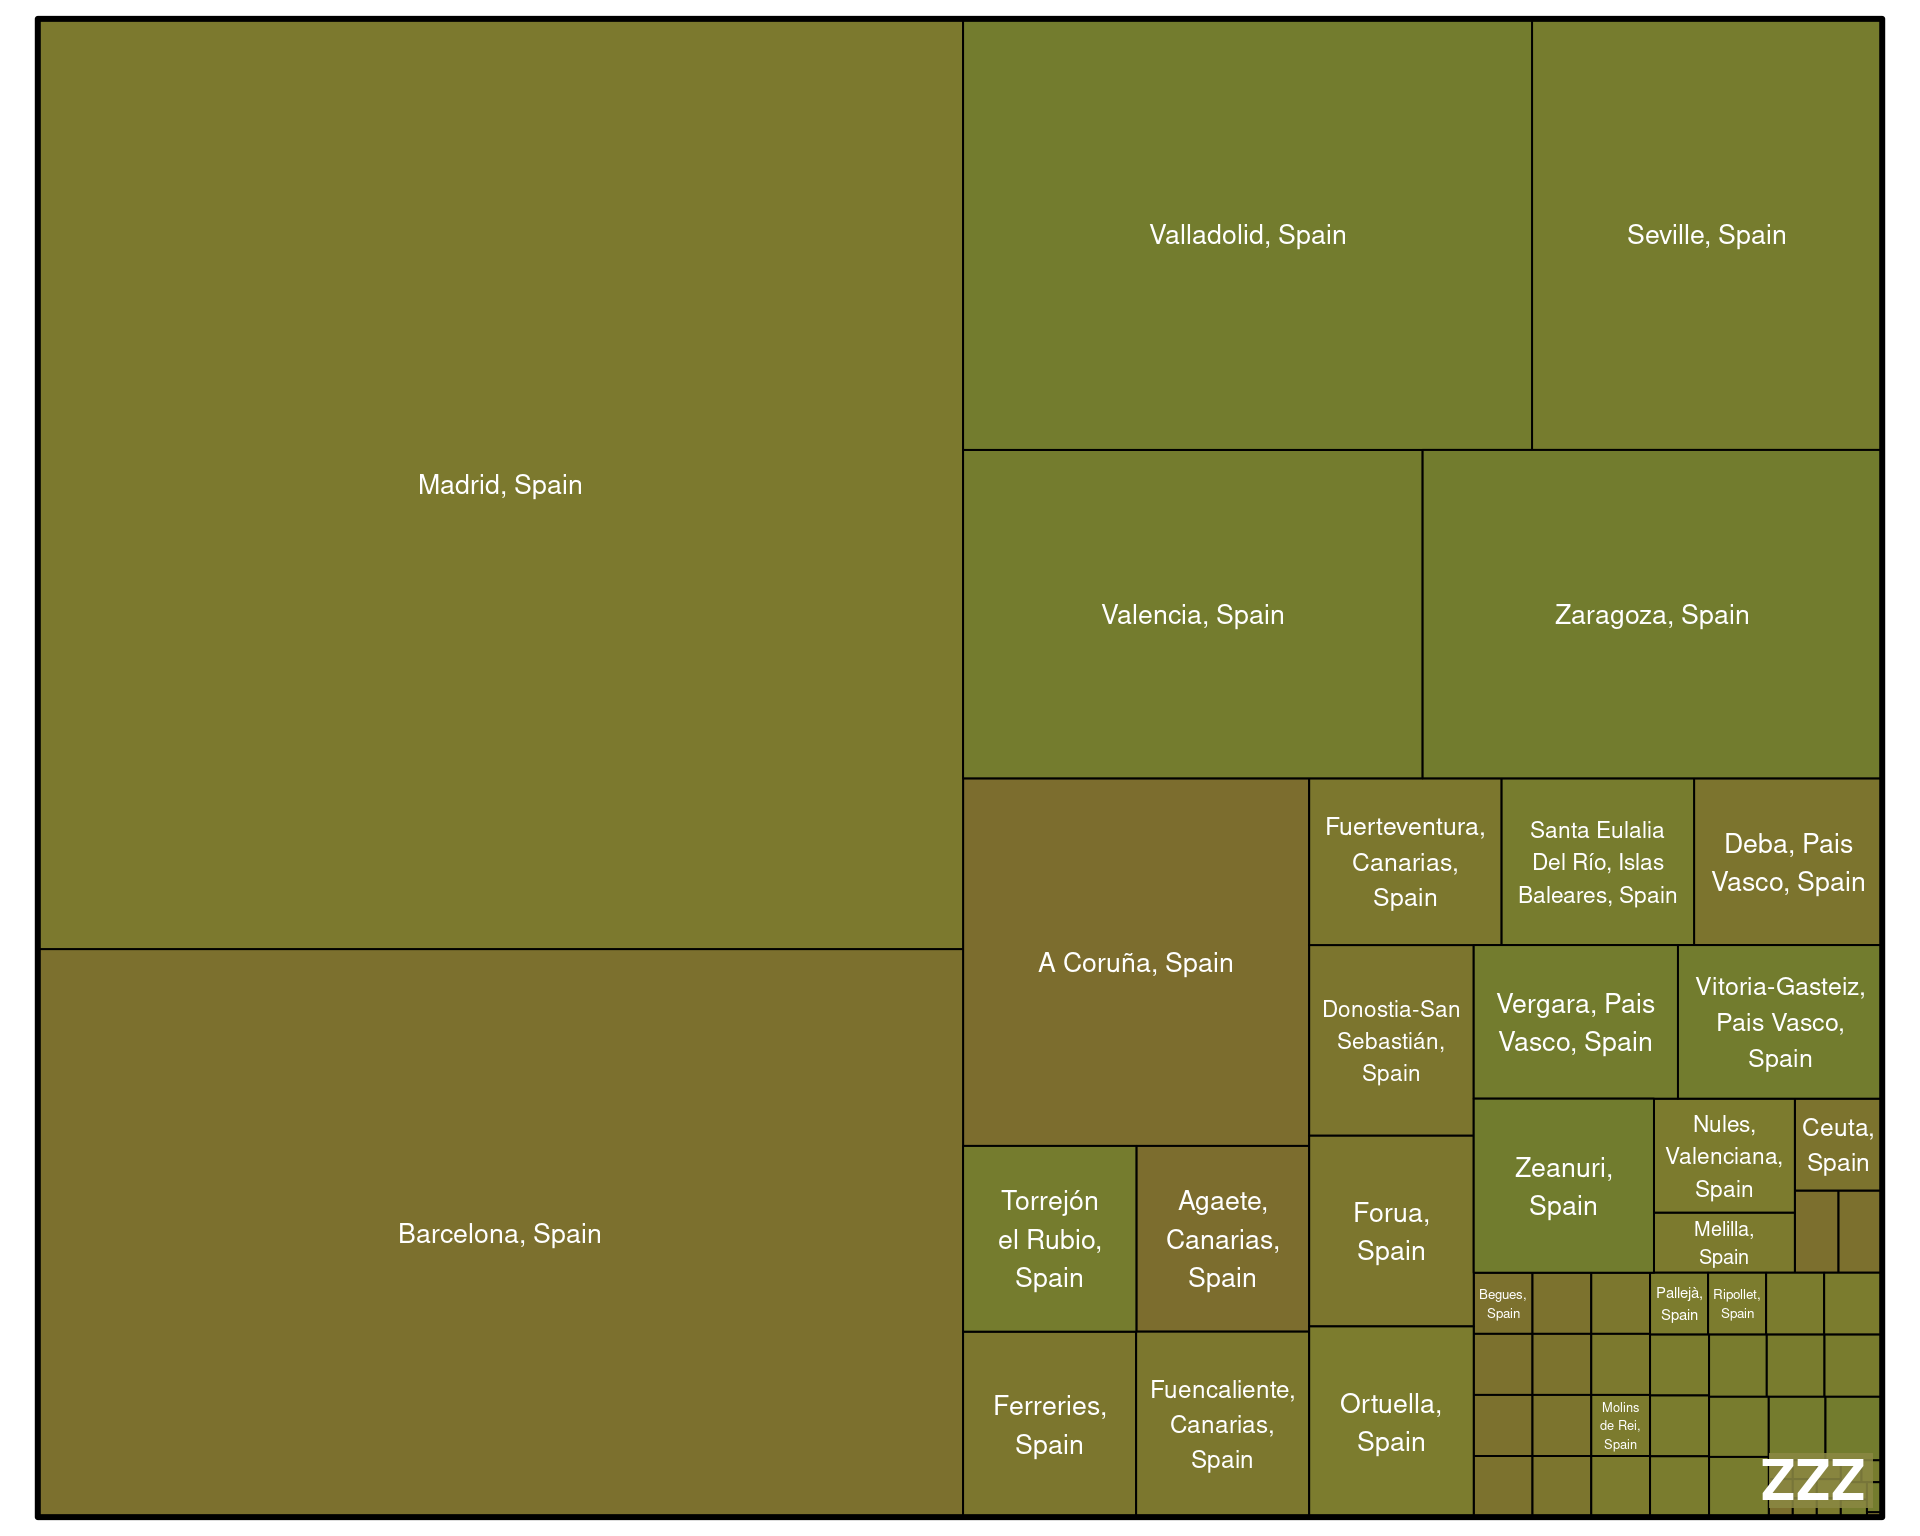 Madrid, Spain
Barcelona, Spain
Valladolid, Spain
Seville, Spain
Valencia, Spain
Zaragoza, Spain
A Coruña, Spain
Fuerteventura,
Canarias,
Spain
Santa Eulalia
Del Río, Islas
Baleares, Spain
Deba, Pais
Vasco, Spain
Donostia-San
Sebastián,
Spain
Vergara, Pais
Vasco, Spain
Vitoria-Gasteiz,
Pais Vasco,
Spain
Torrejón
el Rubio,
Spain
Agaete,
Canarias,
Spain
Forua,
Spain
Zeanuri,
Spain
Nules,
Valenciana,
Spain
Ceuta,
Spain
Melilla,
Spain
Ferreries,
Spain
Fuencaliente,
Canarias,
Spain
Ortuella,
Spain
Begues,
Spain
Pallejà,
Spain
Ripollet,
Spain
Molins
de Rei,
Spain
ZZZ